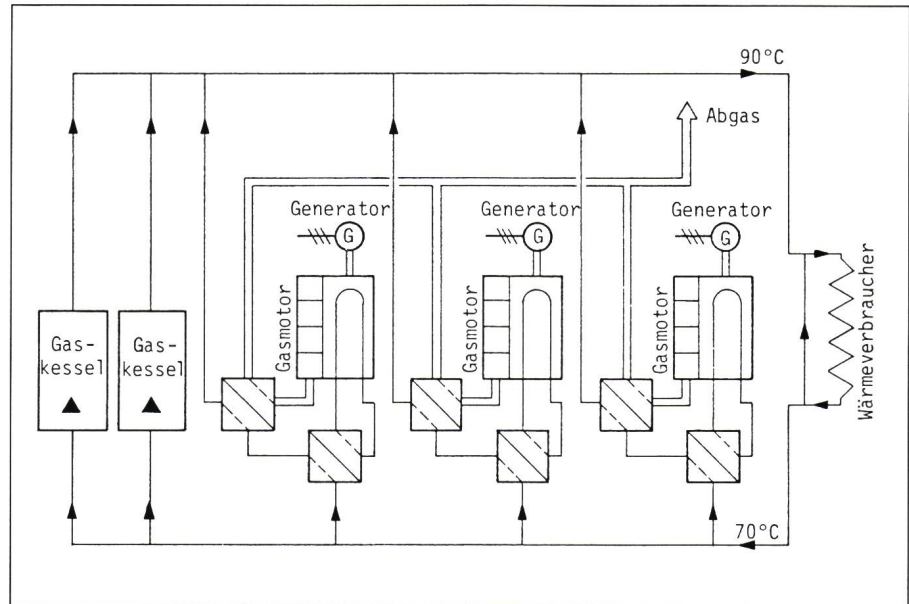 90°C
Abgas
Generator
G
Generator
G
Generator
G
Gasmotor
Gasmotor
Gasmotor
Gas-
kessel
Gas-
kessel
Wärmeverbraucher
70°C